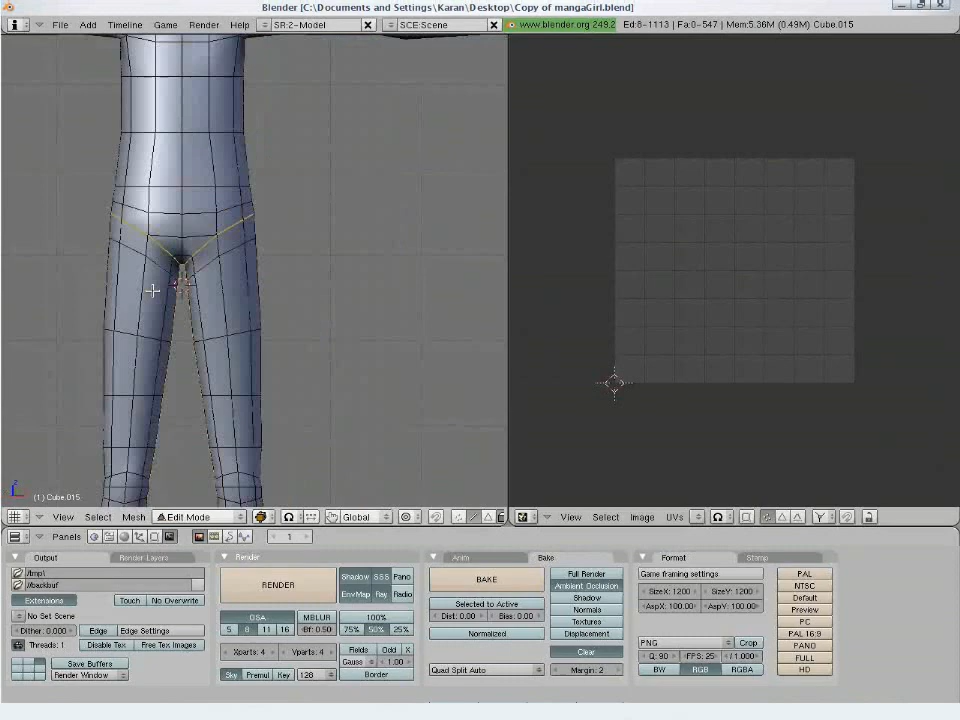 Blender [C:\Documents and Settings\Karan\Desktop\Copy of mangaGirl.blend]
File Add Timeline Game Render Help SR:2-Model SCE:Scene www.blender.org 249.2 Ed:8-1113 | Fa:0-547 | Mem:5.36M (0.49M) Cube.015
z
(1) Cube.015
View Select Mesh Edit Mode Global View Select Image UVs
Panels 1
Output Render Layers Render Anim Bake Format Stamp
/tmp\
//backbuf
Extensions Touch No Overwrite
No Set Scene
Dither: 0.000 Edge Edge Settings
Threads: 1 Disable Tex Free Tex Images
Save Buffers
Render Window
RENDER Shadow SSS Pano
EnvMap Ray Radio
OSA MBLUR 100%
5 8 11 16 Bf: 0.50 75% 50% 25%
Xparts: 4 Yparts: 4 Fields Odd X
Gauss 1.00
Sky Premul Key 128 Border
BAKE
Selected to Active
Dist: 0.00 Bias: 0.00
Normalized
Quad Split Auto
Full Render
Ambient Occlusion
Shadow
Normals
Textures
Displacement
Clear
Margin: 2
Game framing settings
SizeX: 1200 SizeY: 1200
AspX: 100.00 AspY: 100.00
PNG Crop
Q: 90 FPS: 25 / 1.000
BW RGB RGBA
PAL
NTSC
Default
Preview
PC
PAL 16:9
PANO
FULL
HD